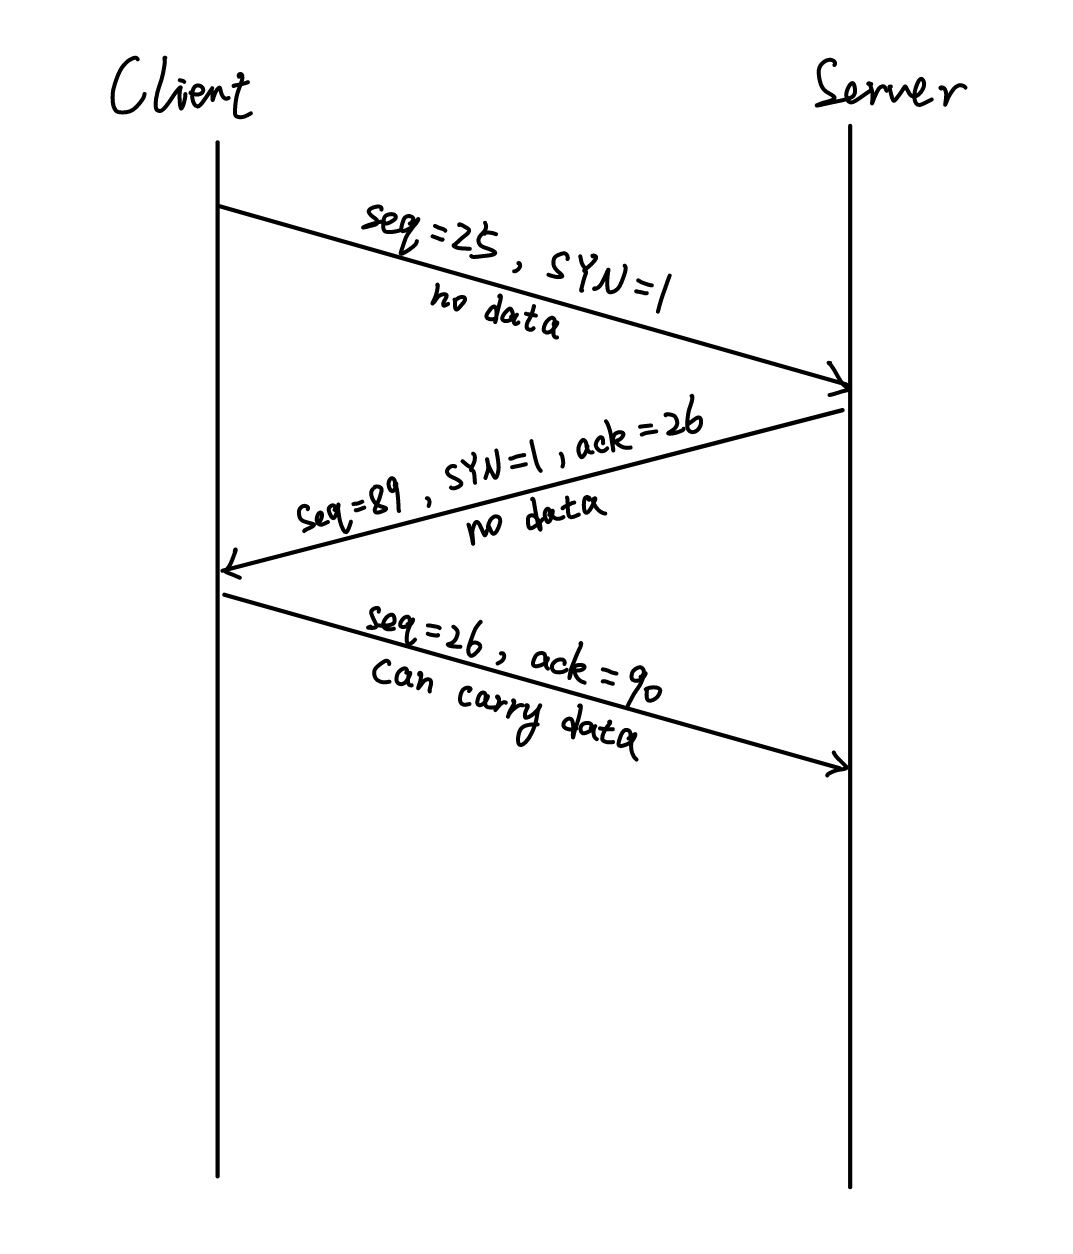 Client
Server
seq=25, SYN=1
no data
seq=89, SYN=1, ack=26
no data
seq=26, ack=90
can carry data